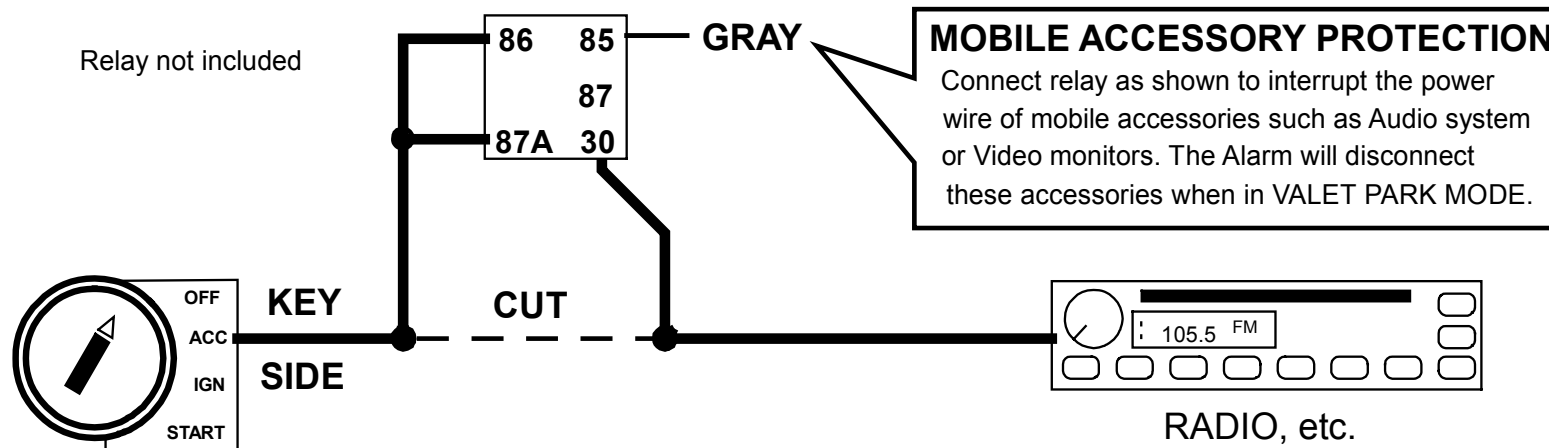 Relay not included
86 85
87
87A 30
GRAY
MOBILE ACCESSORY PROTECTION
Connect relay as shown to interrupt the power
wire of mobile accessories such as Audio system
or Video monitors. The Alarm will disconnect
these accessories when in VALET PARK MODE.
OFF
ACC
IGN
START
KEY
SIDE
CUT
105.5 FM
RADIO, etc.